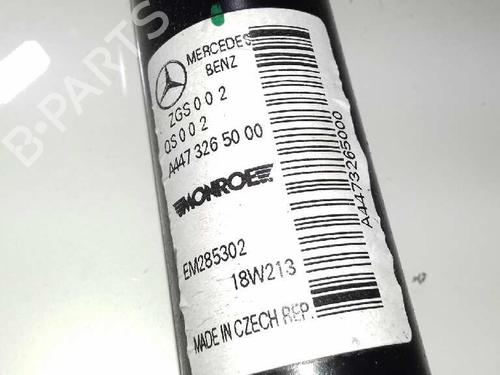 B-PARTS
MERCEDES
BENZ
ZGS 0 0 2
QS 0 0 2
A447 326 50 00
MONROE
EM285302
18W213
MADE IN CZECH REP.
A4473265000